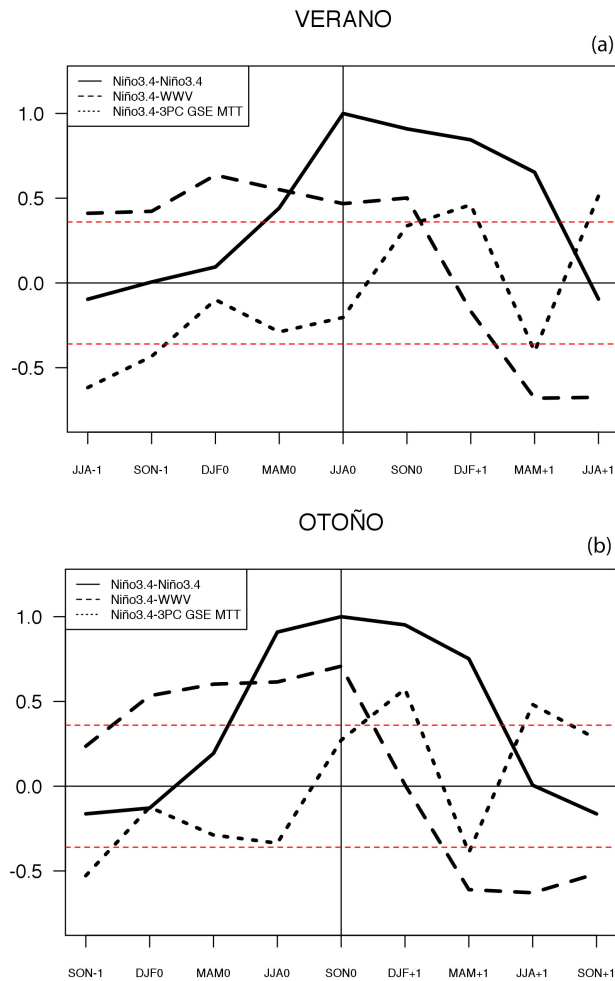 VERANO
(a)
Niño3.4-Niño3.4
Niño3.4-WWV
Niño3.4-3PC GSE MTT
1.0
0.5
0.0
-0.5
JJA-1 SON-1 DJF0 MAM0 JJA0 SON0 DJF+1 MAM+1 JJA+1
OTOÑO
(b)
Niño3.4-Niño3.4
Niño3.4-WWV
Niño3.4-3PC GSE MTT
1.0
0.5
0.0
-0.5
SON-1 DJF0 MAM0 JJA0 SON0 DJF+1 MAM+1 JJA+1 SON+1